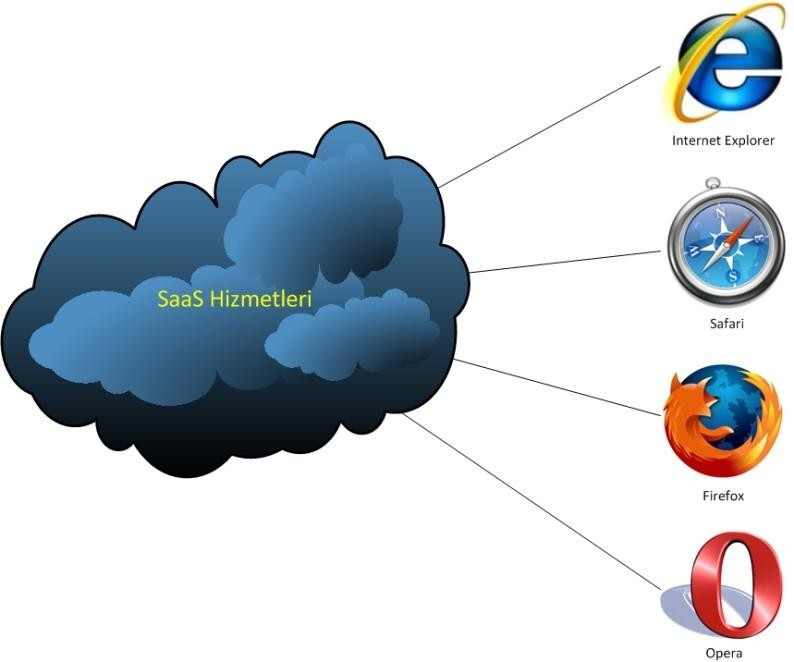 Internet Explorer
N
E
S
W
Safari
SaaS Hizmetleri
Firefox
Opera